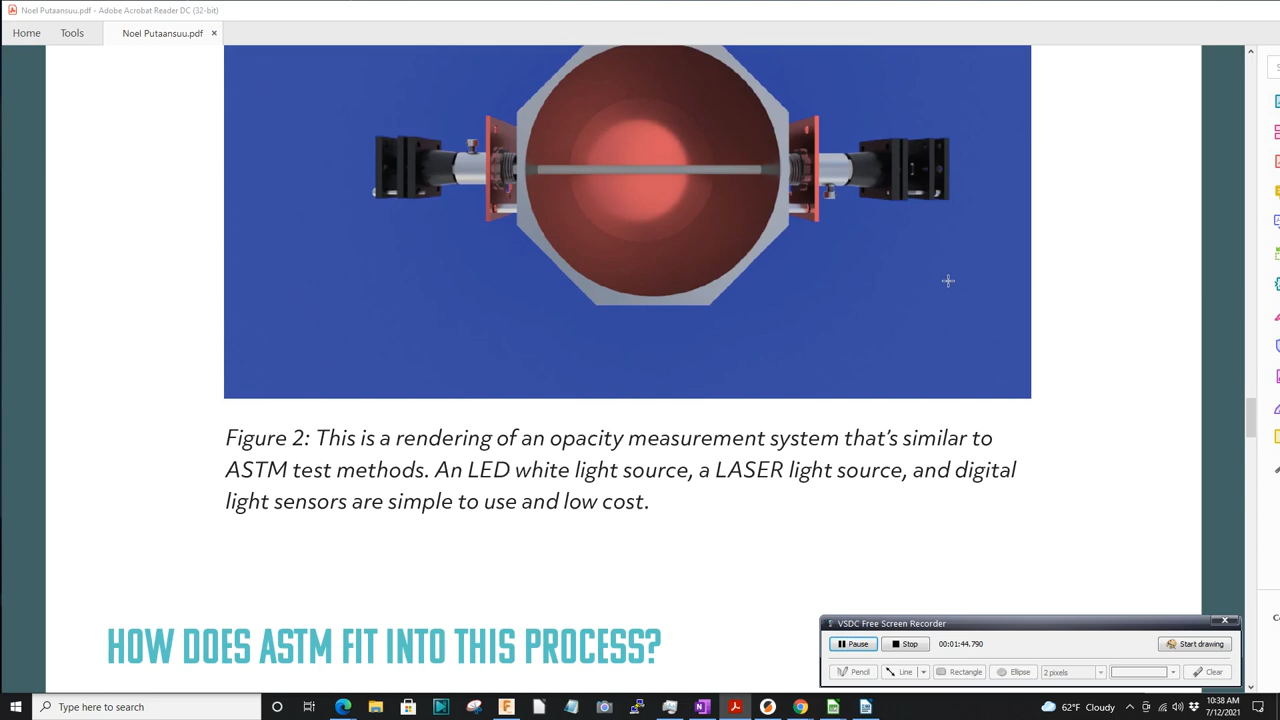 Noel Putaansuu.pdf - Adobe Acrobat Reader DC (32-bit)
Home Tools Noel Putaansuu.pdf ×
Figure 2: This is a rendering of an opacity measurement system that's similar to
ASTM test methods. An LED white light source, a LASER light source, and digital
light sensors are simple to use and low cost.
HOW DOES ASTM FIT INTO THIS PROCESS?
VSDC Free Screen Recorder
Pause Stop 00:01:44.790 Start drawing
Pencil Line Rectangle Ellipse 2 pixels Clear
Type here to search
62°F Cloudy
10:38 AM
7/12/2021